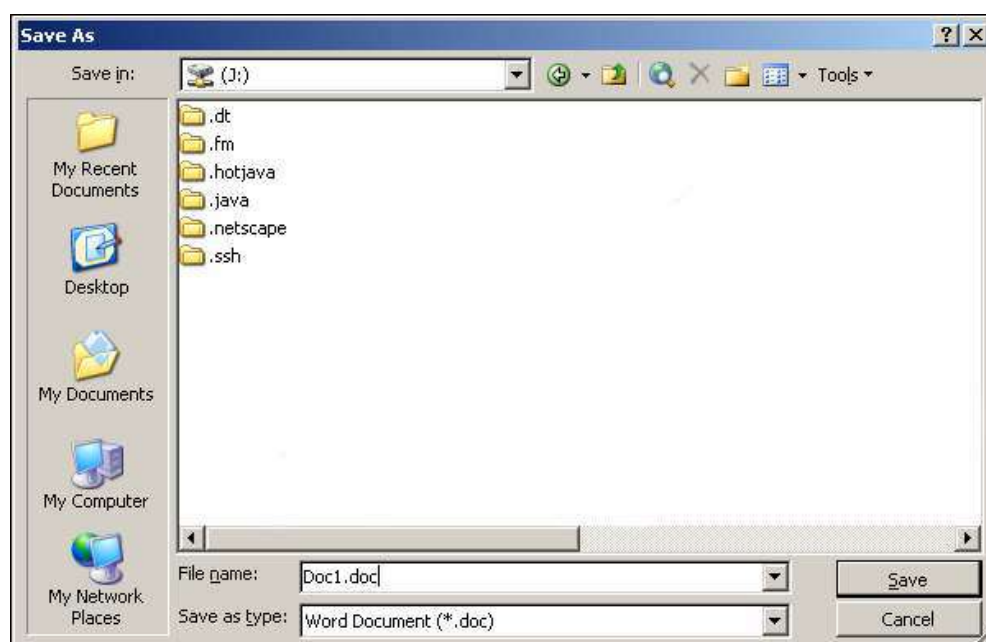 Save As
Save in:
(J:)
Tools
.dt
.fm
.hotjava
.java
.netscape
.ssh
My Recent
Documents
Desktop
My Documents
My Computer
My Network
Places
File name:
Doc1.doc
Save
Save as type:
Word Document (*.doc)
Cancel